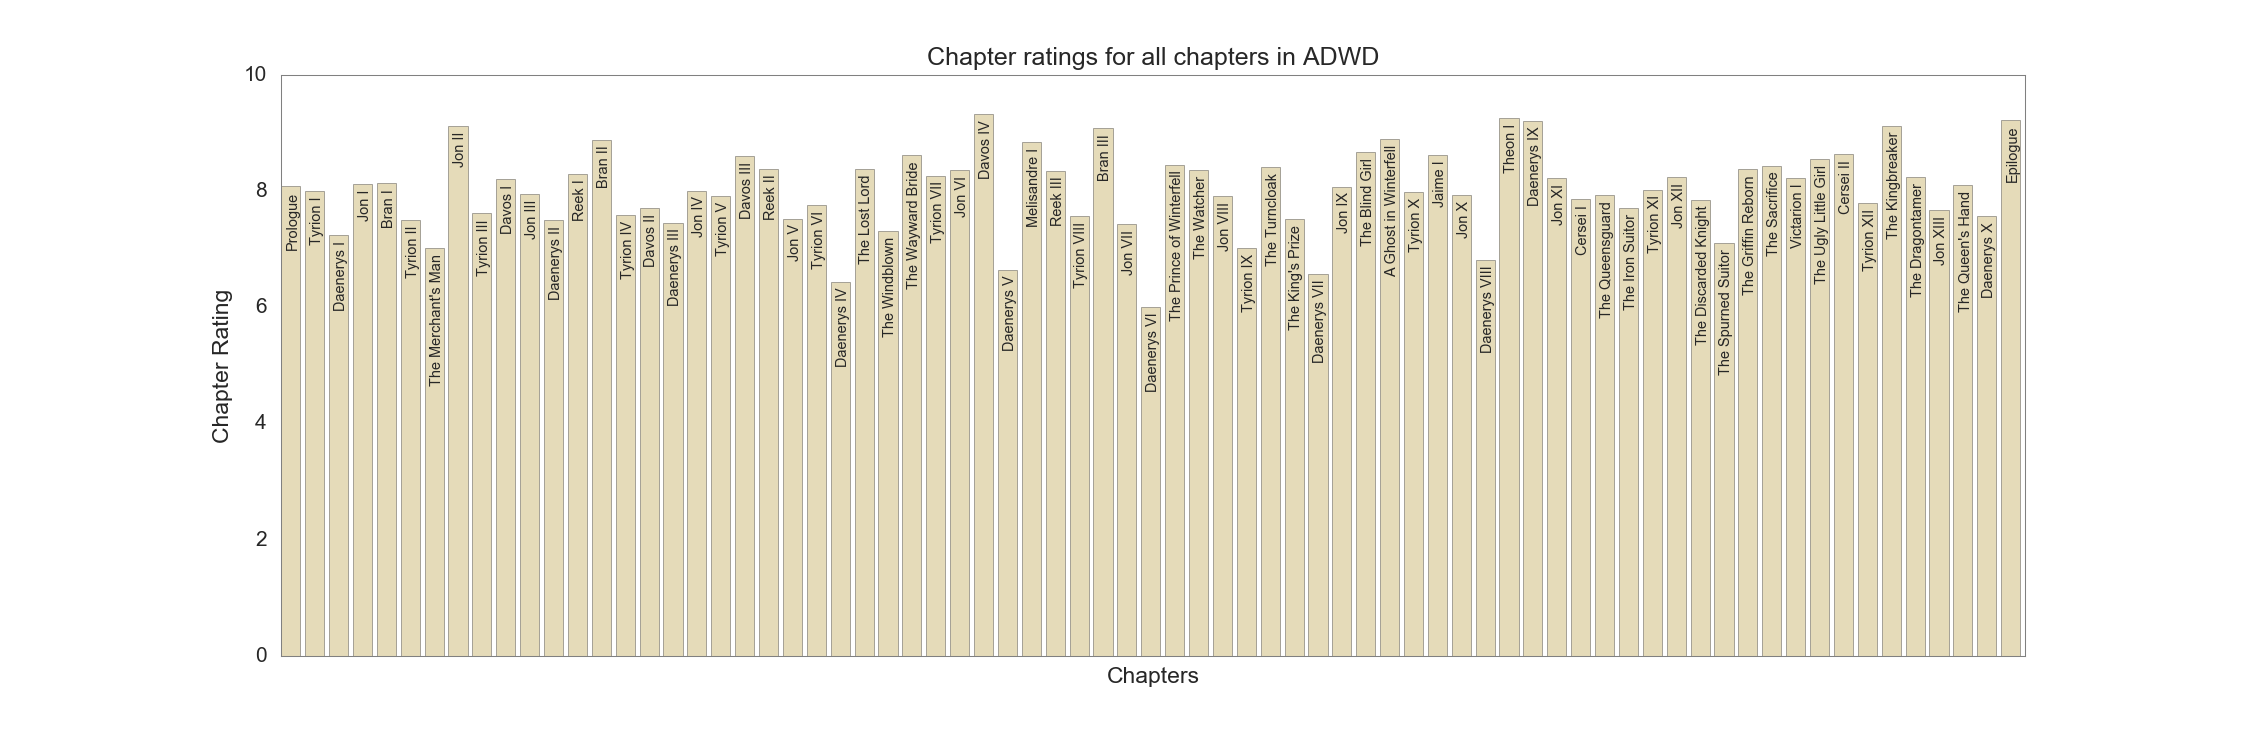 Chapter ratings for all chapters in ADWD
Chapter Rating
10
8
6
4
2
0
Prologue
Tyrion I
Daenerys I
Jon I
Bran I
Tyrion II
The Merchant's Man
Jon II
Tyrion III
Davos I
Jon III
Daenerys II
Reek I
Bran II
Tyrion IV
Davos II
Daenerys III
Jon IV
Tyrion V
Davos III
Reek II
Jon V
Tyrion VI
Daenerys IV
The Lost Lord
The Windblown
The Wayward Bride
Tyrion VII
Jon VI
Davos IV
Daenerys V
Melisandre I
Reek III
Tyrion VIII
Bran III
Jon VII
Daenerys VI
The Prince of Winterfell
The Watcher
Jon VIII
Tyrion IX
The Turncloak
The King's Prize
Daenerys VII
Jon IX
The Blind Girl
A Ghost in Winterfell
Tyrion X
Jaime I
Jon X
Daenerys VIII
Theon I
Daenerys IX
Jon XI
Cersei I
The Queensguard
The Iron Suitor
Tyrion XI
Jon XII
The Discarded Knight
The Spurned Suitor
The Griffin Reborn
The Sacrifice
Victarion I
The Ugly Little Girl
Cersei II
Tyrion XII
The Kingbreaker
The Dragontamer
Jon XIII
The Queen's Hand
Daenerys X
Epilogue
Chapters